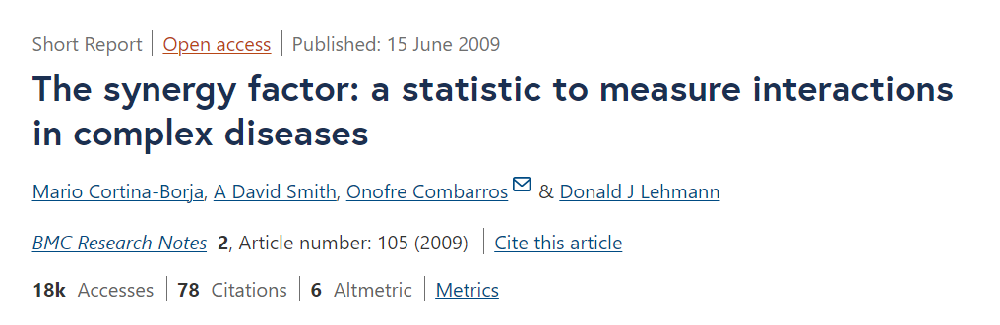 Short Report Open access Published: 15 June 2009
The synergy factor: a statistic to measure interactions
in complex diseases
Mario Cortina-Borja, A David Smith, Onofre Combarros & Donald J Lehmann
BMC Research Notes 2, Article number: 105 (2009) Cite this article
18k Accesses 78 Citations 6 Altmetric Metrics